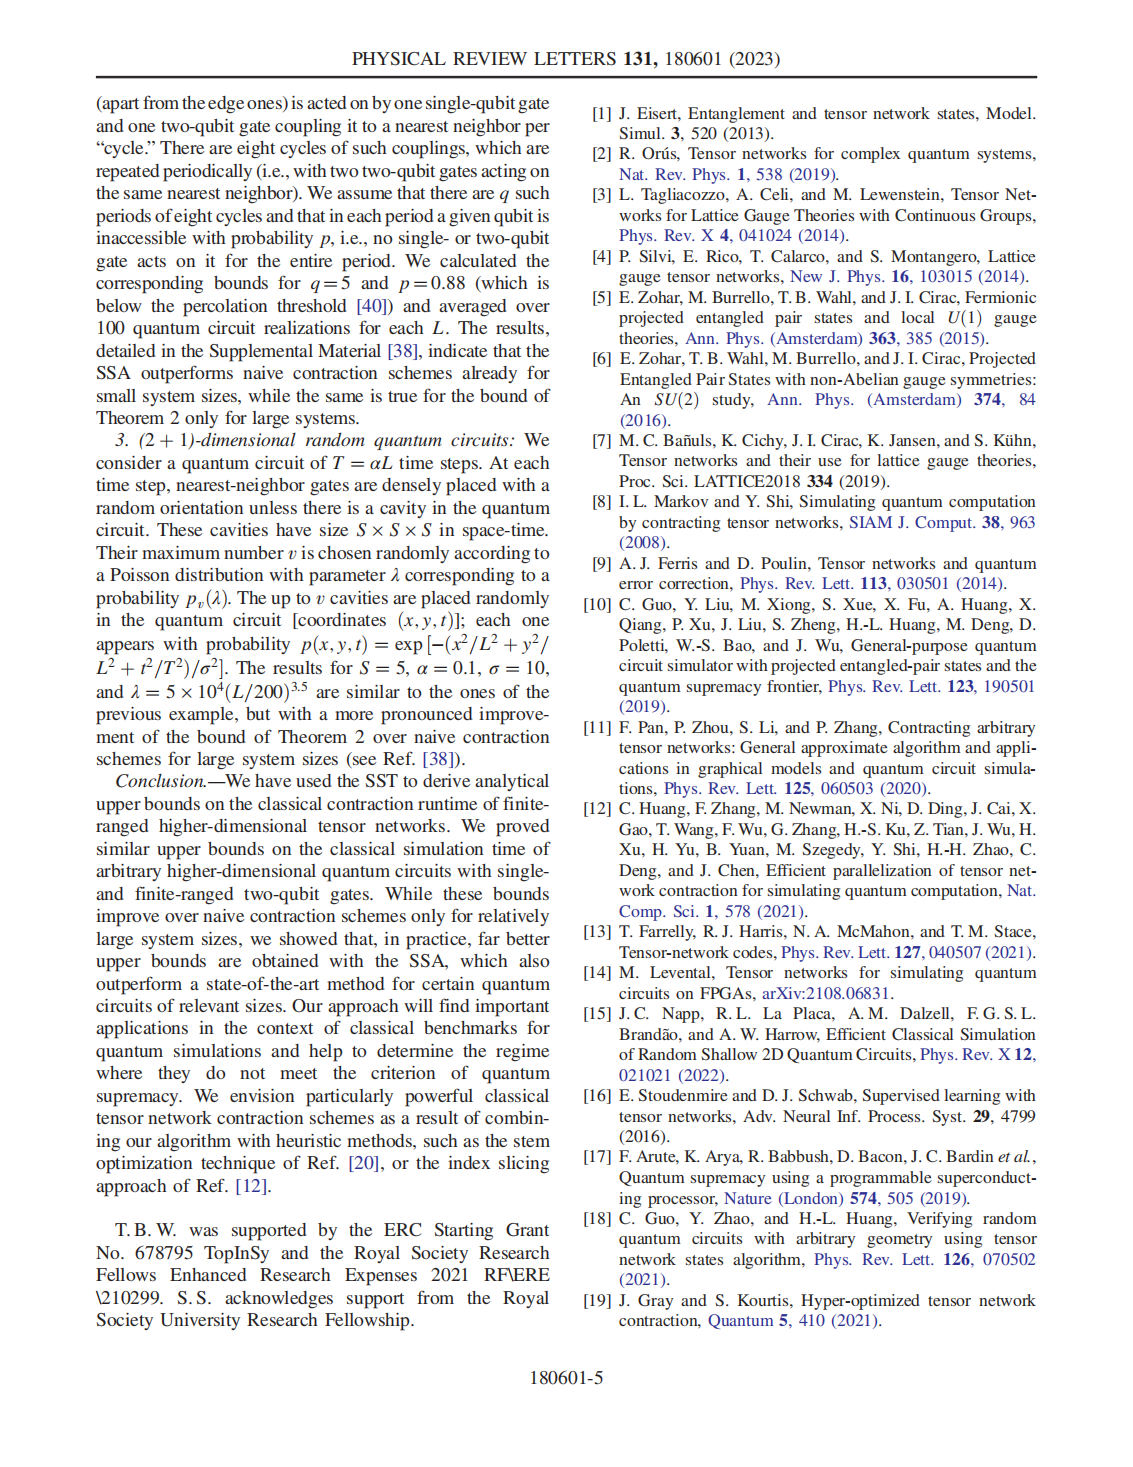 PHYSICAL REVIEW LETTERS 131, 180601 (2023)
(apart from the edge ones) is acted on by one single-qubit gate
and one two-qubit gate coupling it to a nearest neighbor per
“cycle.” There are eight cycles of such couplings, which are
repeated periodically (i.e., with two two-qubit gates acting on
the same nearest neighbor). We assume that there are q such
periods of eight cycles and that in each period a given qubit is
inaccessible with probability p, i.e., no single- or two-qubit
gate acts on it for the entire period. We calculated the
corresponding bounds for q = 5 and p = 0.88 (which is
below the percolation threshold [40]) and averaged over
100 quantum circuit realizations for each L. The results,
detailed in the Supplemental Material [38], indicate that the
SSA outperforms naive contraction schemes already for
small system sizes, while the same is true for the bound of
Theorem 2 only for large systems.
3. (2 + 1)-dimensional random quantum circuits: We
consider a quantum circuit of T = αL time steps. At each
time step, nearest-neighbor gates are densely placed with a
random orientation unless there is a cavity in the quantum
circuit. These cavities have size S × S × S in space-time.
Their maximum number v is chosen randomly according to
a Poisson distribution with parameter λ corresponding to a
probability pᵥ(λ). The up to v cavities are placed randomly
in the quantum circuit [coordinates (x, y, t)]; each one
appears with probability p(x, y, t) = exp [−(x²/L² + y²/
L² + t²/T²)/σ²]. The results for S = 5, α = 0.1, σ = 10,
and λ = 5 × 10⁴(L/200)³·⁵ are similar to the ones of the
previous example, but with a more pronounced improve-
ment of the bound of Theorem 2 over naive contraction
schemes for large system sizes (see Ref. [38]).
Conclusion.—We have used the SST to derive analytical
upper bounds on the classical contraction runtime of finite-
ranged higher-dimensional tensor networks. We proved
similar upper bounds on the classical simulation time of
arbitrary higher-dimensional quantum circuits with single-
and finite-ranged two-qubit gates. While these bounds
improve over naive contraction schemes only for relatively
large system sizes, we showed that, in practice, far better
upper bounds are obtained with the SSA, which also
outperform a state-of-the-art method for certain quantum
circuits of relevant sizes. Our approach will find important
applications in the context of classical benchmarks for
quantum simulations and help to determine the regime
where they do not meet the criterion of quantum
supremacy. We envision particularly powerful classical
tensor network contraction schemes as a result of combin-
ing our algorithm with heuristic methods, such as the stem
optimization technique of Ref. [20], or the index slicing
approach of Ref. [12].
T. B. W. was supported by the ERC Starting Grant
No. 678795 TopInSy and the Royal Society Research
Fellows Enhanced Research Expenses 2021 RF\ERE
\210299. S. S. acknowledges support from the Royal
Society University Research Fellowship.
[1] J. Eisert, Entanglement and tensor network states, Model.
Simul. 3, 520 (2013).
[2] R. Orús, Tensor networks for complex quantum systems,
Nat. Rev. Phys. 1, 538 (2019).
[3] L. Tagliacozzo, A. Celi, and M. Lewenstein, Tensor Net-
works for Lattice Gauge Theories with Continuous Groups,
Phys. Rev. X 4, 041024 (2014).
[4] P. Silvi, E. Rico, T. Calarco, and S. Montangero, Lattice
gauge tensor networks, New J. Phys. 16, 103015 (2014).
[5] E. Zohar, M. Burrello, T. B. Wahl, and J. I. Cirac, Fermionic
projected entangled pair states and local U(1) gauge
theories, Ann. Phys. (Amsterdam) 363, 385 (2015).
[6] E. Zohar, T. B. Wahl, M. Burrello, and J. I. Cirac, Projected
Entangled Pair States with non-Abelian gauge symmetries:
An SU(2) study, Ann. Phys. (Amsterdam) 374, 84
(2016).
[7] M. C. Bañuls, K. Cichy, J. I. Cirac, K. Jansen, and S. Kühn,
Tensor networks and their use for lattice gauge theories,
Proc. Sci. LATTICE2018 334 (2019).
[8] I. L. Markov and Y. Shi, Simulating quantum computation
by contracting tensor networks, SIAM J. Comput. 38, 963
(2008).
[9] A. J. Ferris and D. Poulin, Tensor networks and quantum
error correction, Phys. Rev. Lett. 113, 030501 (2014).
[10] C. Guo, Y. Liu, M. Xiong, S. Xue, X. Fu, A. Huang, X.
Qiang, P. Xu, J. Liu, S. Zheng, H.-L. Huang, M. Deng, D.
Poletti, W.-S. Bao, and J. Wu, General-purpose quantum
circuit simulator with projected entangled-pair states and the
quantum supremacy frontier, Phys. Rev. Lett. 123, 190501
(2019).
[11] F. Pan, P. Zhou, S. Li, and P. Zhang, Contracting arbitrary
tensor networks: General approximate algorithm and appli-
cations in graphical models and quantum circuit simula-
tions, Phys. Rev. Lett. 125, 060503 (2020).
[12] C. Huang, F. Zhang, M. Newman, X. Ni, D. Ding, J. Cai, X.
Gao, T. Wang, F. Wu, G. Zhang, H.-S. Ku, Z. Tian, J. Wu, H.
Xu, H. Yu, B. Yuan, M. Szegedy, Y. Shi, H.-H. Zhao, C.
Deng, and J. Chen, Efficient parallelization of tensor net-
work contraction for simulating quantum computation, Nat.
Comp. Sci. 1, 578 (2021).
[13] T. Farrelly, R. J. Harris, N. A. McMahon, and T. M. Stace,
Tensor-network codes, Phys. Rev. Lett. 127, 040507 (2021).
[14] M. Levental, Tensor networks for simulating quantum
circuits on FPGAs, arXiv:2108.06831.
[15] J. C. Napp, R. L. La Placa, A. M. Dalzell, F. G. S. L.
Brandão, and A. W. Harrow, Efficient Classical Simulation
of Random Shallow 2D Quantum Circuits, Phys. Rev. X 12,
021021 (2022).
[16] E. Stoudenmire and D. J. Schwab, Supervised learning with
tensor networks, Adv. Neural Inf. Process. Syst. 29, 4799
(2016).
[17] F. Arute, K. Arya, R. Babbush, D. Bacon, J. C. Bardin et al.,
Quantum supremacy using a programmable superconduct-
ing processor, Nature (London) 574, 505 (2019).
[18] C. Guo, Y. Zhao, and H.-L. Huang, Verifying random
quantum circuits with arbitrary geometry using tensor
network states algorithm, Phys. Rev. Lett. 126, 070502
(2021).
[19] J. Gray and S. Kourtis, Hyper-optimized tensor network
contraction, Quantum 5, 410 (2021).
180601-5